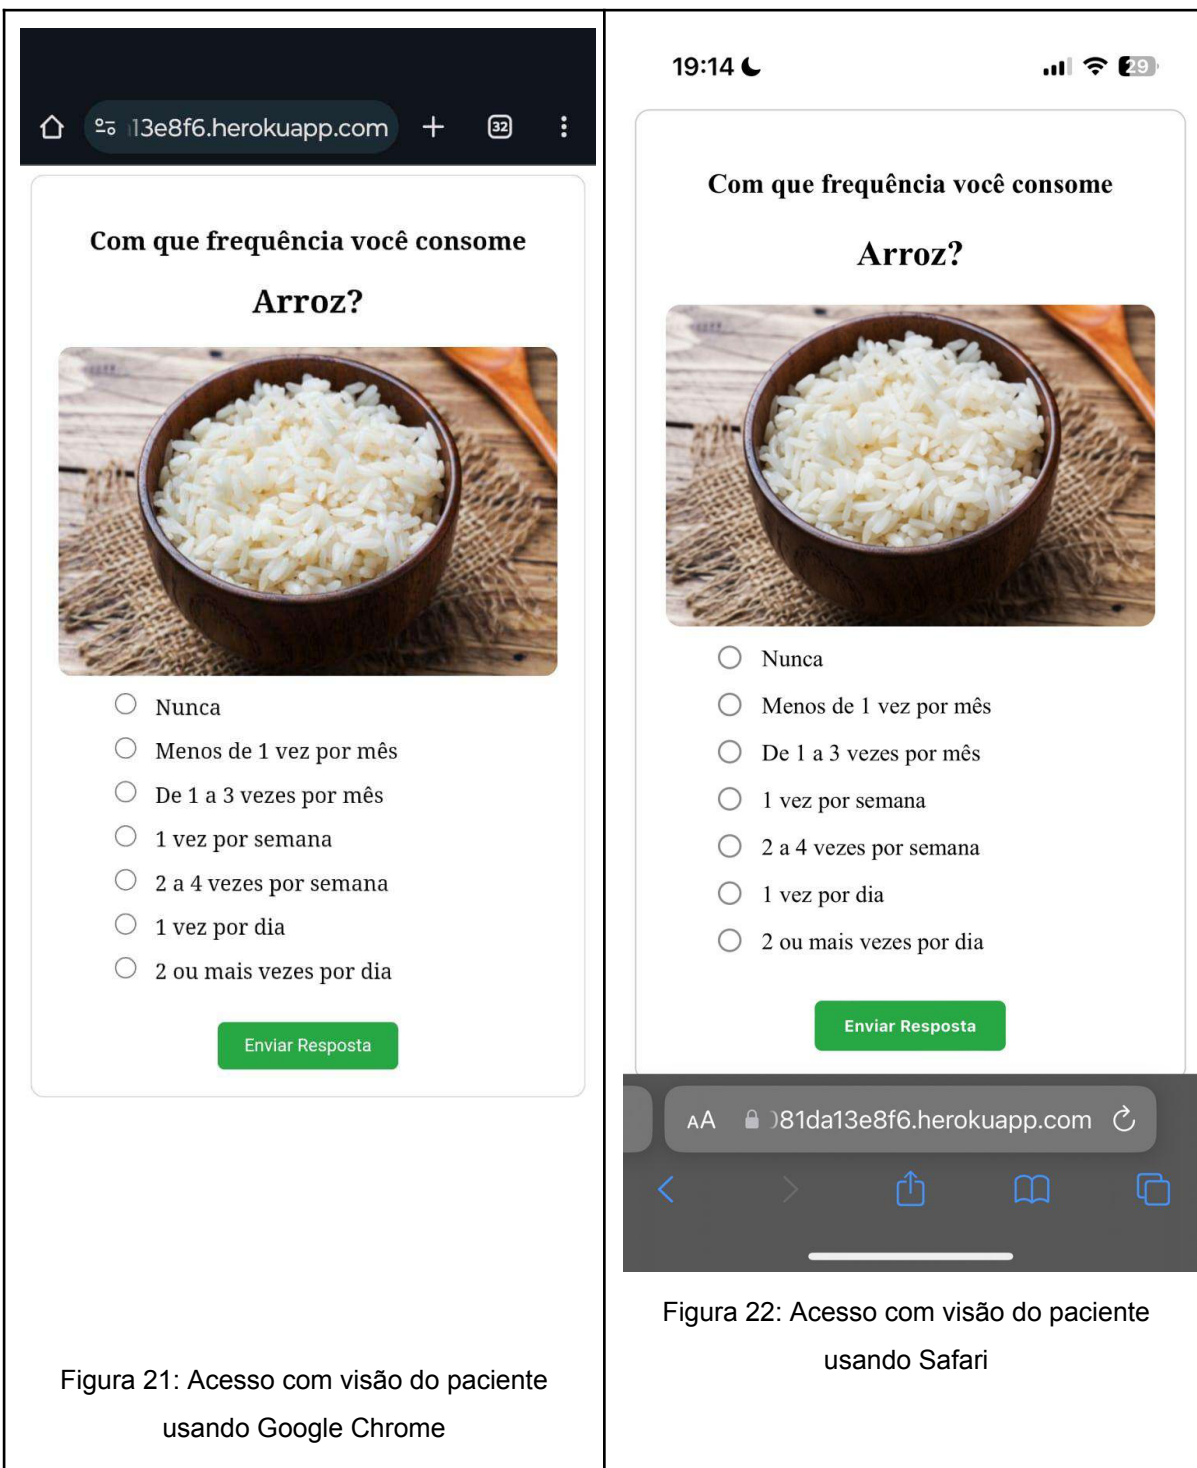 13e8f6.herokuapp.com
32
Com que frequência você consome
Arroz?
Nunca
Menos de 1 vez por mês
De 1 a 3 vezes por mês
1 vez por semana
2 a 4 vezes por semana
1 vez por dia
2 ou mais vezes por dia
Enviar Resposta
Figura 21: Acesso com visão do paciente
usando Google Chrome
19:14
29
Com que frequência você consome
Arroz?
Nunca
Menos de 1 vez por mês
De 1 a 3 vezes por mês
1 vez por semana
2 a 4 vezes por semana
1 vez por dia
2 ou mais vezes por dia
Enviar Resposta
AA 81da13e8f6.herokuapp.com
Figura 22: Acesso com visão do paciente
usando Safari